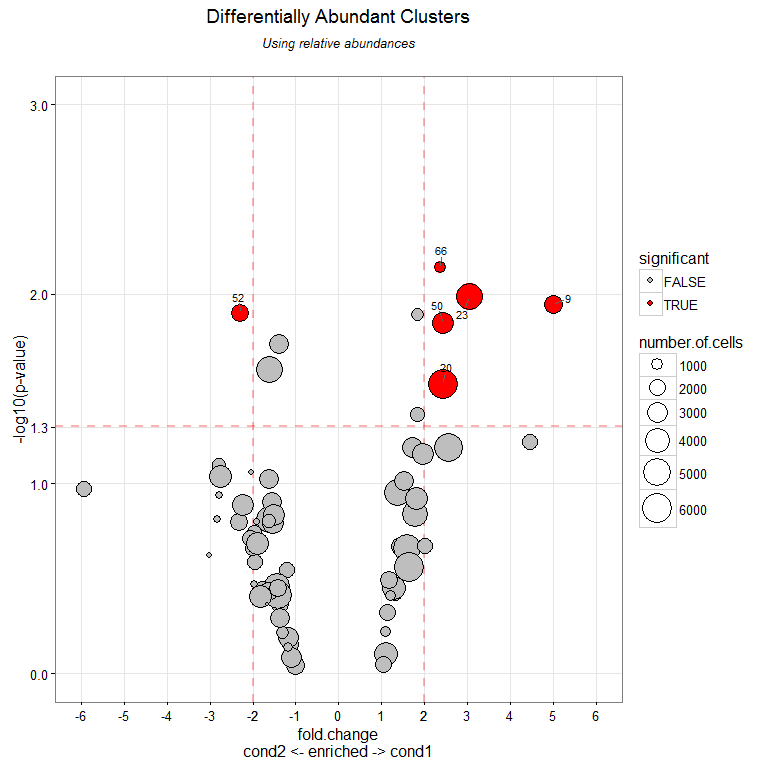 Differentially Abundant Clusters
Using relative abundances
-log10(p-value)
3.0
2.0
1.3
1.0
0.0
66
52
50
23
9
20
-6 -5 -4 -3 -2 -1 0 1 2 3 4 5 6
fold.change
cond2 <- enriched -> cond1
significant
FALSE
TRUE
number.of.cells
1000
2000
3000
4000
5000
6000